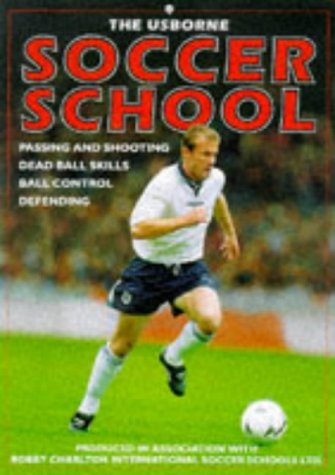 THE USBORNE
SOCCER
SCHOOL
PASSING AND SHOOTING
DEAD BALL SKILLS
BALL CONTROL
DEFENDING
PRODUCED IN ASSOCIATION WITH
BOBBY CHARLTON INTERNATIONAL SOCCER SCHOOLS LTD